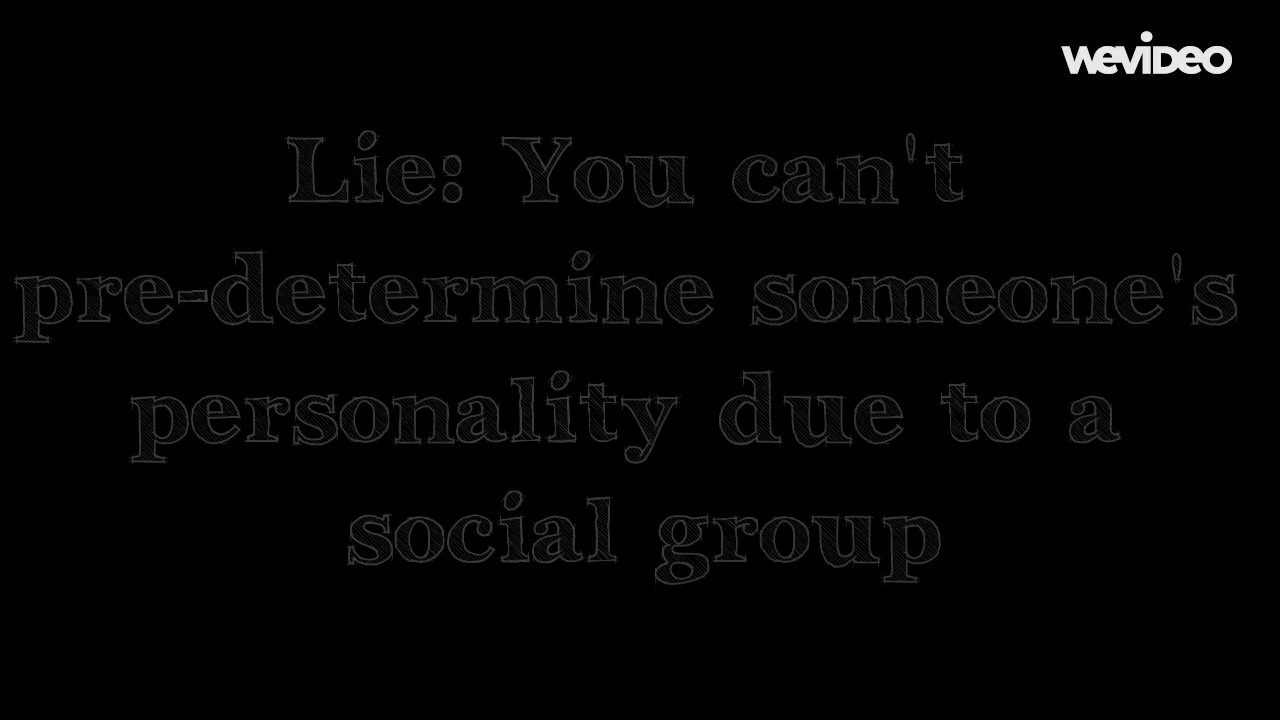 wevideo
Lie: You can't
pre-determine someone's
personality due to a
social group